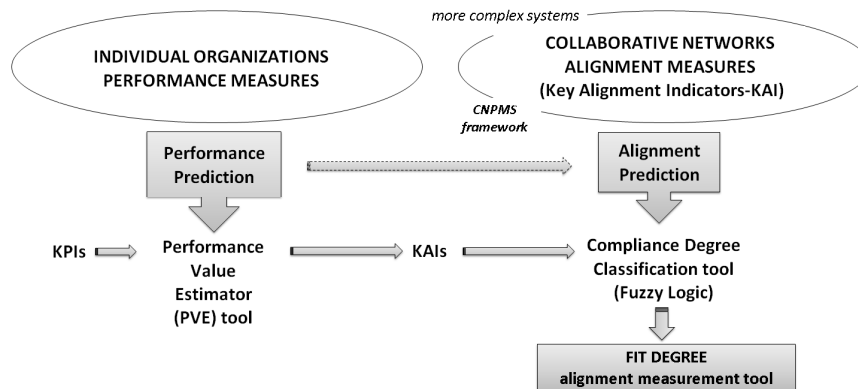 more complex systems
INDIVIDUAL ORGANIZATIONS
PERFORMANCE MEASURES
COLLABORATIVE NETWORKS
ALIGNMENT MEASURES
(Key Alignment Indicators-KAI)
CNPMS
framework
Performance
Prediction
Alignment
Prediction
KPIs
Performance
Value
Estimator
(PVE) tool
KAIs
Compliance Degree
Classification tool
(Fuzzy Logic)
FIT DEGREE
alignment measurement tool